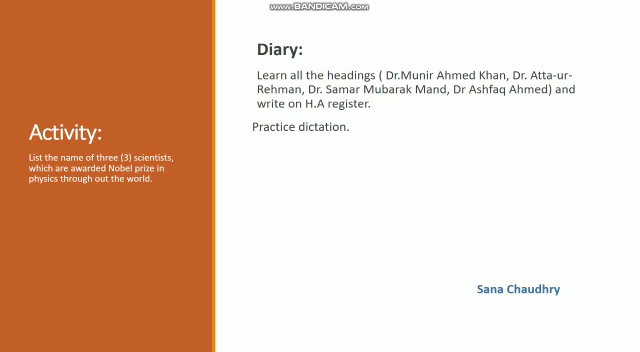 www.BANDICAM.com
Activity:
List the name of three (3) scientists,
which are awarded Nobel prize in
physics through out the world.
Diary:
Learn all the headings ( Dr.Munir Ahmed Khan, Dr. Atta-ur-
Rehman, Dr. Samar Mubarak Mand, Dr Ashfaq Ahmed) and
write on H.A register.
Practice dictation.
Sana Chaudhry